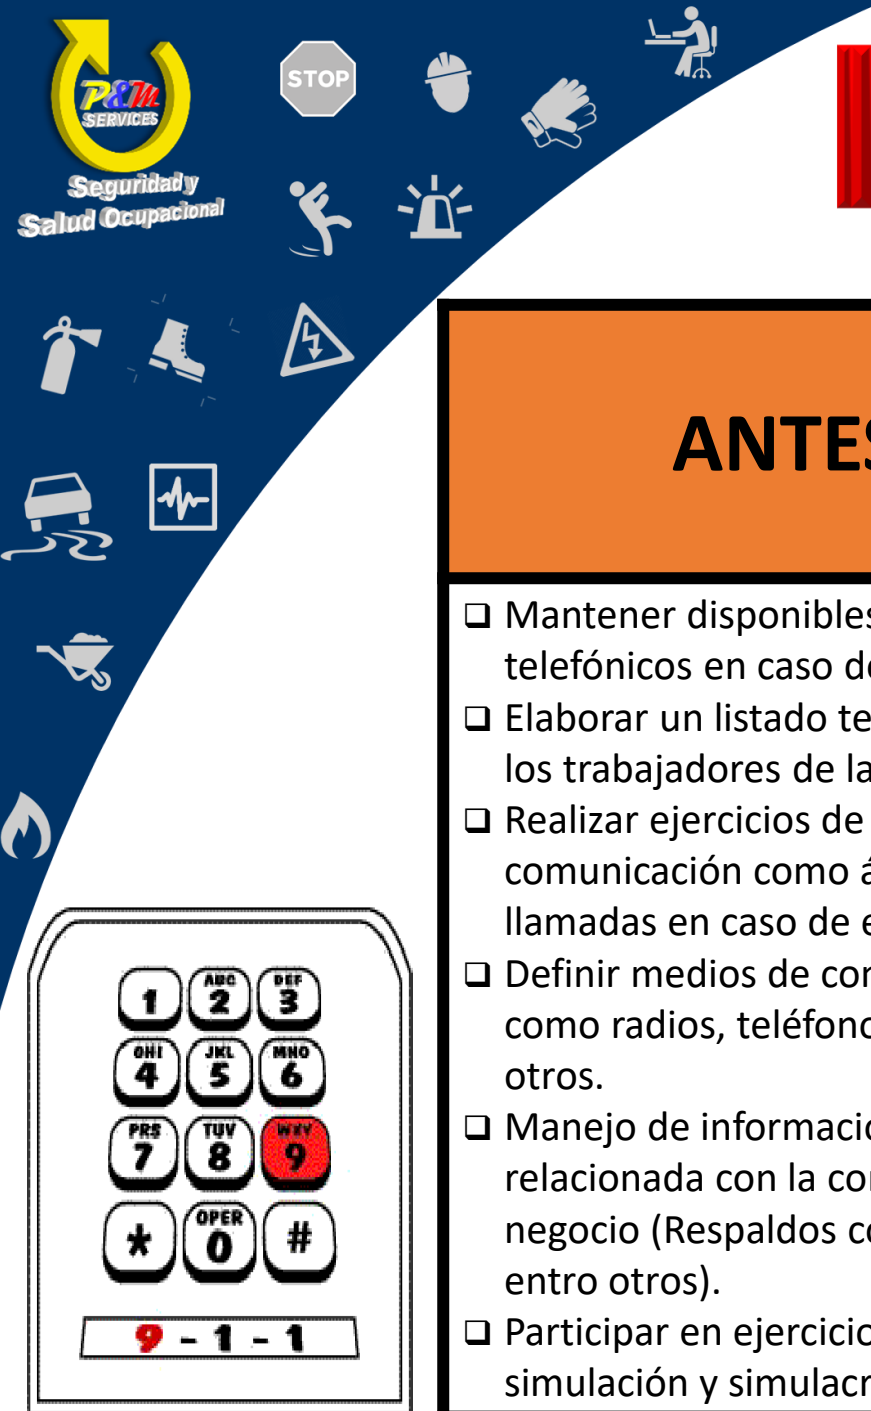 P&M
SERVICES
Seguridad y
Salud Ocupacional
STOP
ANTES
Mantener disponibles
telefónicos en caso de
Elaborar un listado te
los trabajadores de la
Realizar ejercicios de
comunicación como á
llamadas en caso de e
Definir medios de con
como radios, teléfono
otros.
Manejo de informació
relacionada con la con
negocio (Respaldos co
entro otros).
Participar en ejercicio
simulación y simulacr
1
ABC
2
DEF
3
GHI
4
JKL
5
MNO
6
PRS
7
TUV
8
WXY
9
*
OPER
0
#
9 - 1 - 1